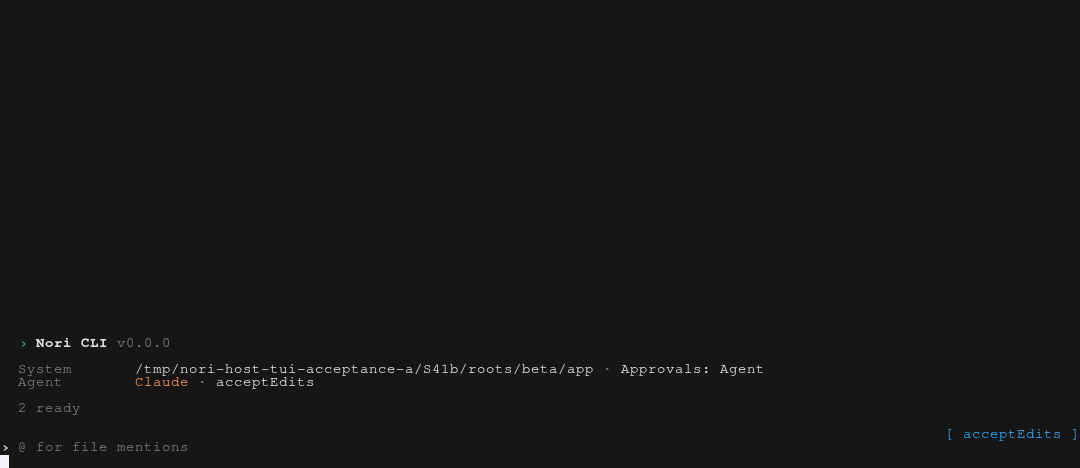 › Nori CLI v0.0.0
System /tmp/nori-host-tui-acceptance-a/S41b/roots/beta/app · Approvals: Agent
Agent Claude · acceptEdits
2 ready
[ acceptEdits ]
› @ for file mentions